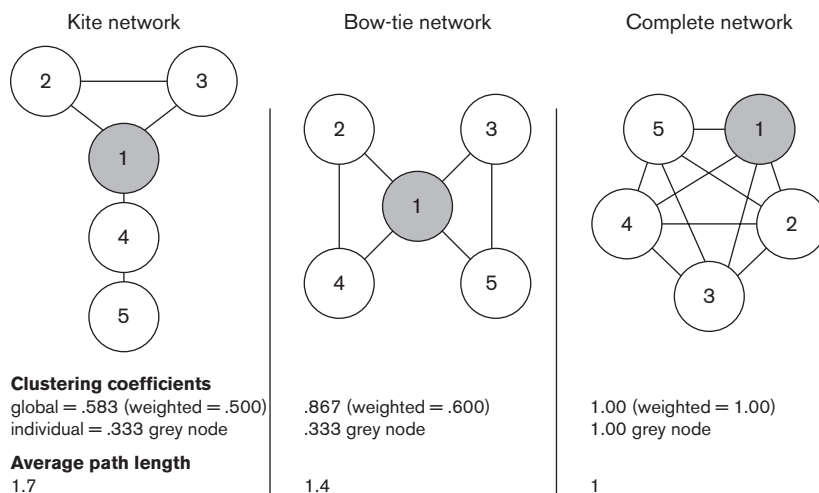 Kite network
2
3
1
4
5
Bow-tie network
2
3
1
4
5
Complete network
5
1
4
2
3
Clustering coefficients
global = .583 (weighted = .500)
individual = .333 grey node
.867 (weighted = .600)
.333 grey node
1.00 (weighted = 1.00)
1.00 grey node
Average path length
1.7
1.4
1